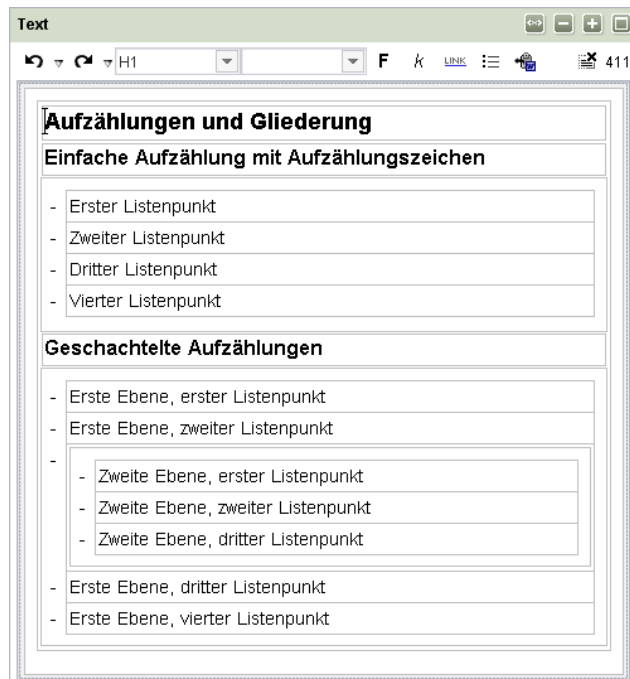 Text
H1
F
k
LINK
411
Aufzählungen und Gliederung
Einfache Aufzählung mit Aufzählungszeichen
- Erster Listenpunkt
- Zweiter Listenpunkt
- Dritter Listenpunkt
- Vierter Listenpunkt
Geschachtelte Aufzählungen
- Erste Ebene, erster Listenpunkt
- Erste Ebene, zweiter Listenpunkt
-
- Zweite Ebene, erster Listenpunkt
- Zweite Ebene, zweiter Listenpunkt
- Zweite Ebene, dritter Listenpunkt
- Erste Ebene, dritter Listenpunkt
- Erste Ebene, vierter Listenpunkt